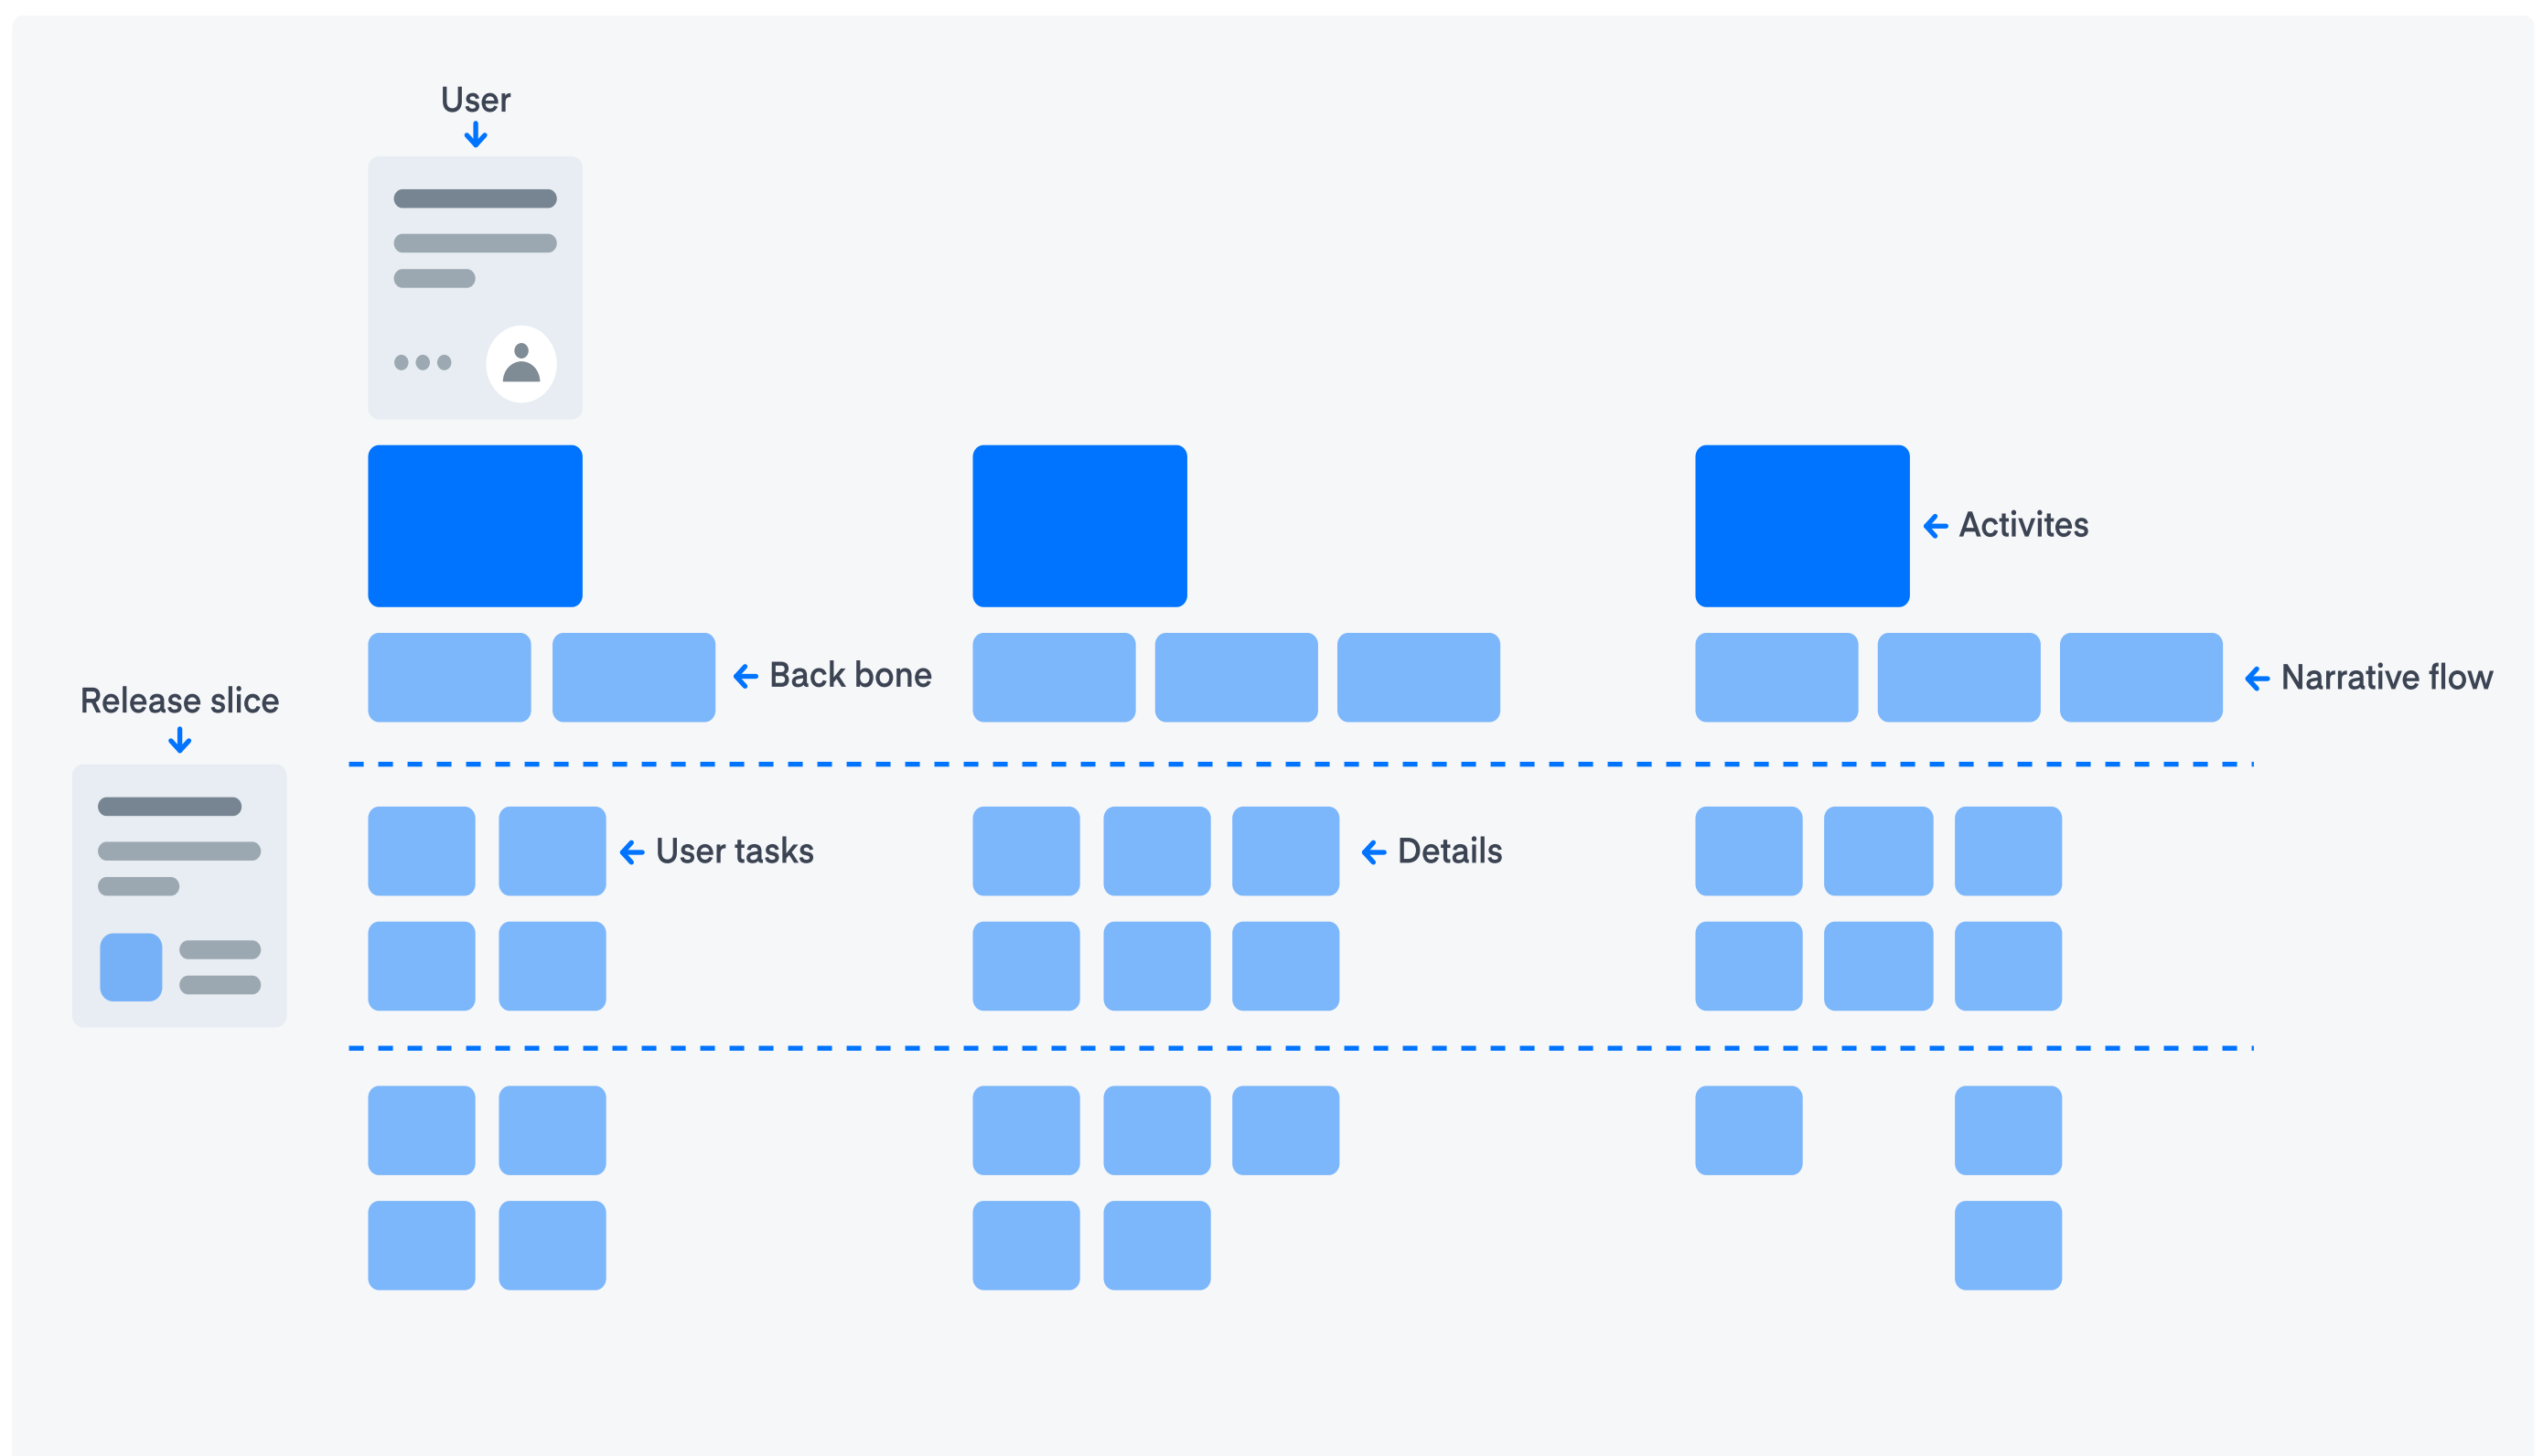 User
Activites
Back bone
Narrative flow
Release slice
User tasks
Details